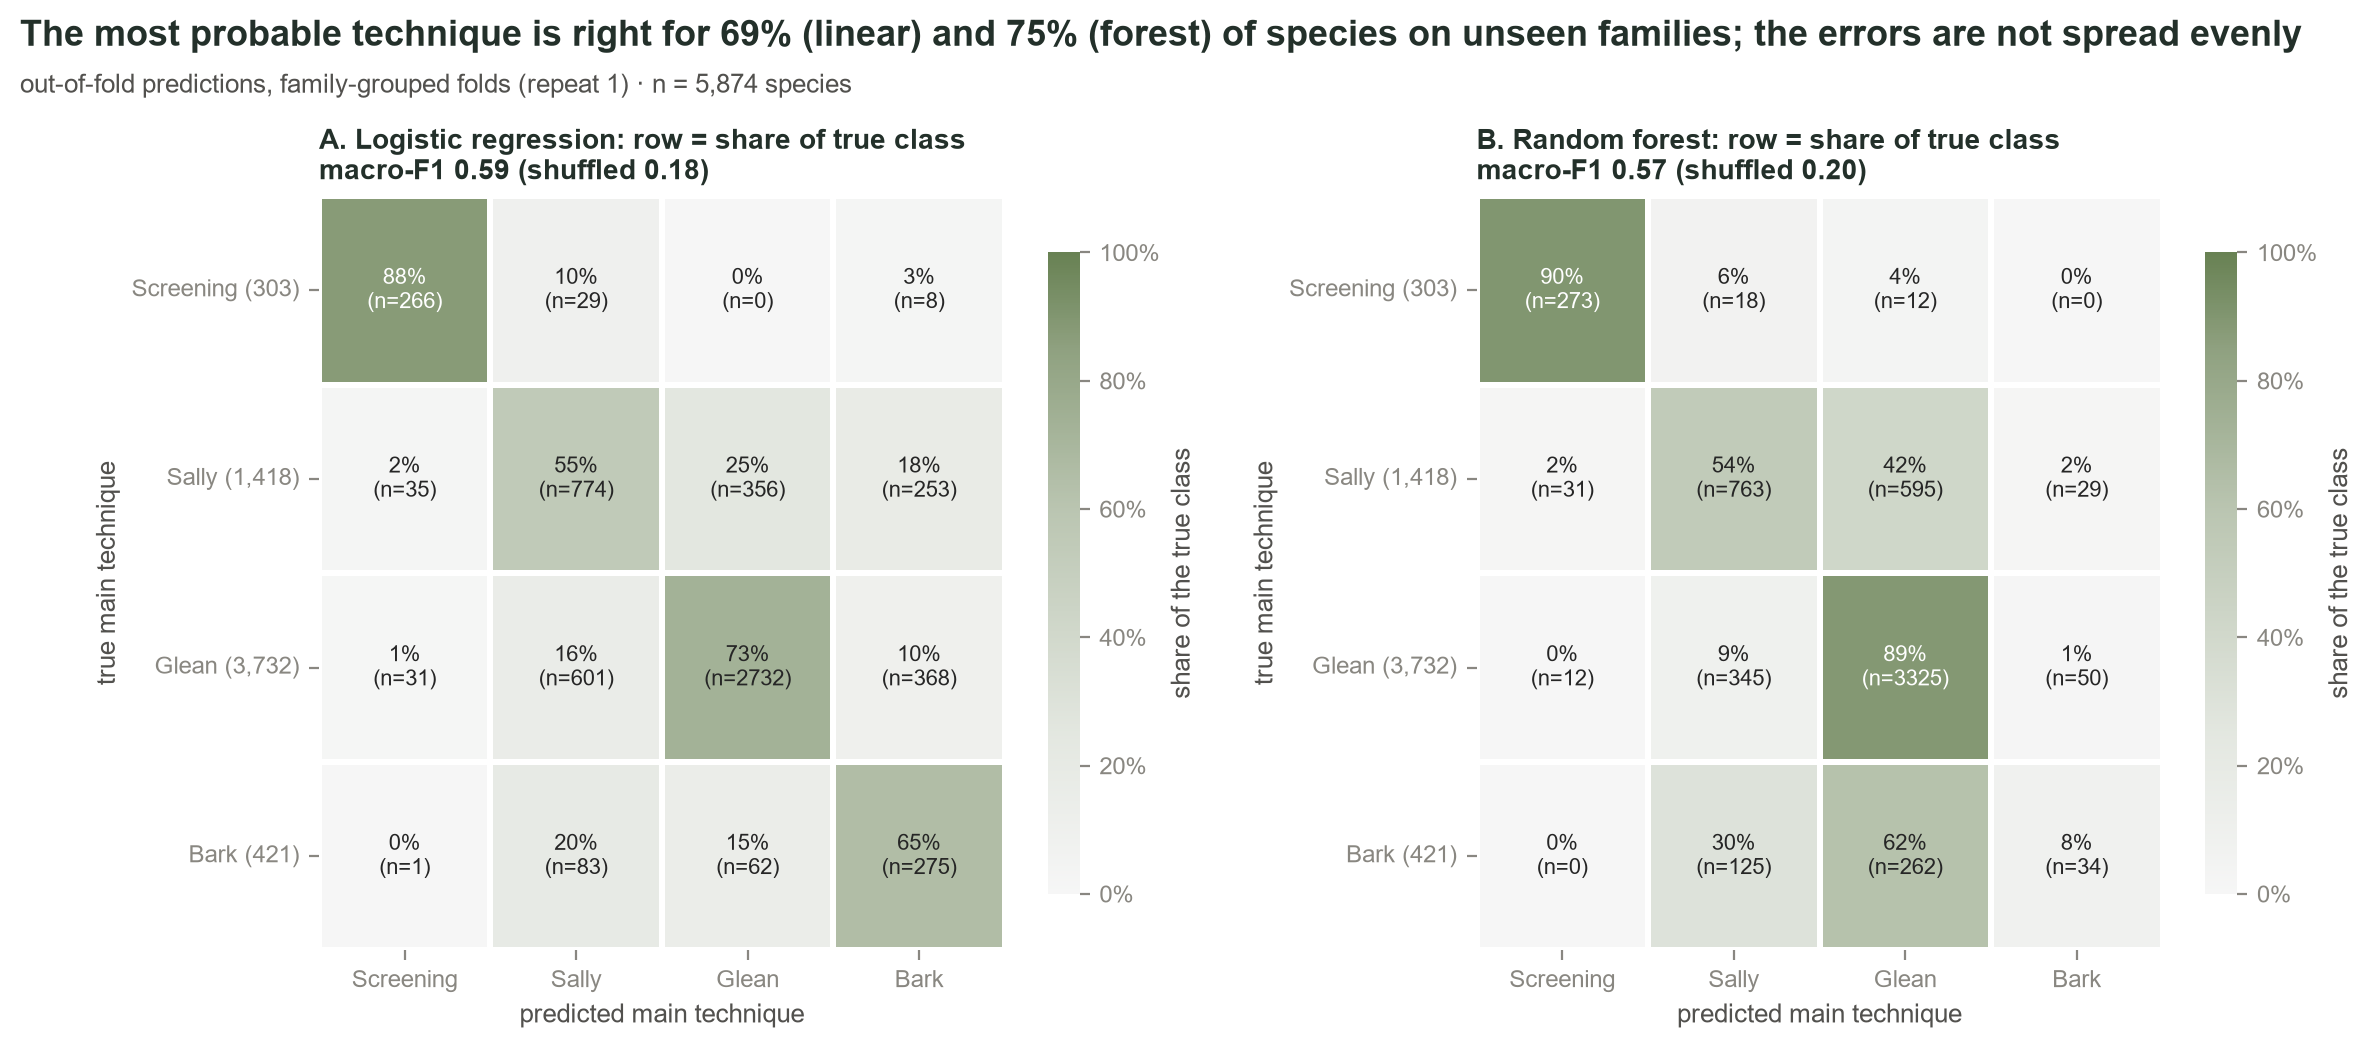 The most probable technique is right for 69% (linear) and 75% (forest) of species on unseen families; the errors are not spread evenly
out-of-fold predictions, family-grouped folds (repeat 1) · n = 5,874 species
A. Logistic regression: row = share of true class
macro-F1 0.59 (shuffled 0.18)
true main technique
Screening (303)
88%
(n=266)
10%
(n=29)
0%
(n=0)
3%
(n=8)
Sally (1,418)
2%
(n=35)
55%
(n=774)
25%
(n=356)
18%
(n=253)
Glean (3,732)
1%
(n=31)
16%
(n=601)
73%
(n=2732)
10%
(n=368)
Bark (421)
0%
(n=1)
20%
(n=83)
15%
(n=62)
65%
(n=275)
Screening
Sally
Glean
Bark
predicted main technique
100%
80%
60%
40%
20%
0%
share of the true class
B. Random forest: row = share of true class
macro-F1 0.57 (shuffled 0.20)
true main technique
Screening (303)
90%
(n=273)
6%
(n=18)
4%
(n=12)
0%
(n=0)
Sally (1,418)
2%
(n=31)
54%
(n=763)
42%
(n=595)
2%
(n=29)
Glean (3,732)
0%
(n=12)
9%
(n=345)
89%
(n=3325)
1%
(n=50)
Bark (421)
0%
(n=0)
30%
(n=125)
62%
(n=262)
8%
(n=34)
Screening
Sally
Glean
Bark
predicted main technique
100%
80%
60%
40%
20%
0%
share of the true class